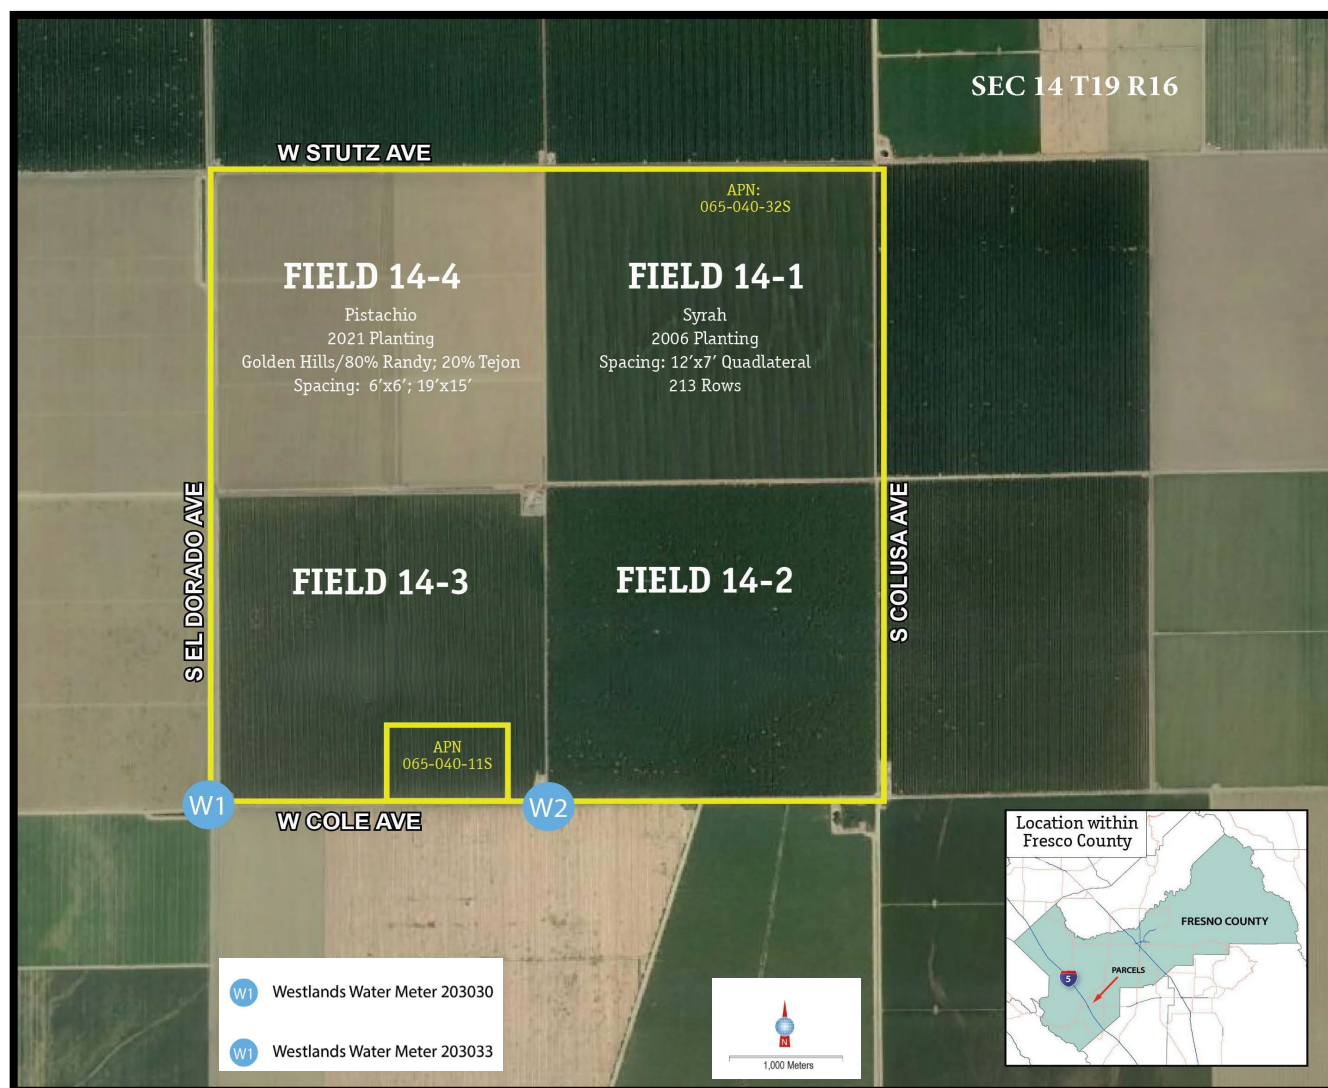 SEC 14 T19 R16
W STUTZ AVE
APN:
065-040-32S
FIELD 14-4
Pistachio
2021 Planting
Golden Hills/80% Randy; 20% Tejon
Spacing: 6'x6'; 19'x15'
FIELD 14-1
Syrah
2006 Planting
Spacing: 12'x7' Quadlateral
213 Rows
S EL DORADO AVE
S COLUSA AVE
FIELD 14-3
FIELD 14-2
APN
065-040-11S
W1
W2
W COLE AVE
Location within
Fresco County
FRESNO COUNTY
PARCELS
5
W1 Westlands Water Meter 203030
W1 Westlands Water Meter 203033
N
1,000 Meters